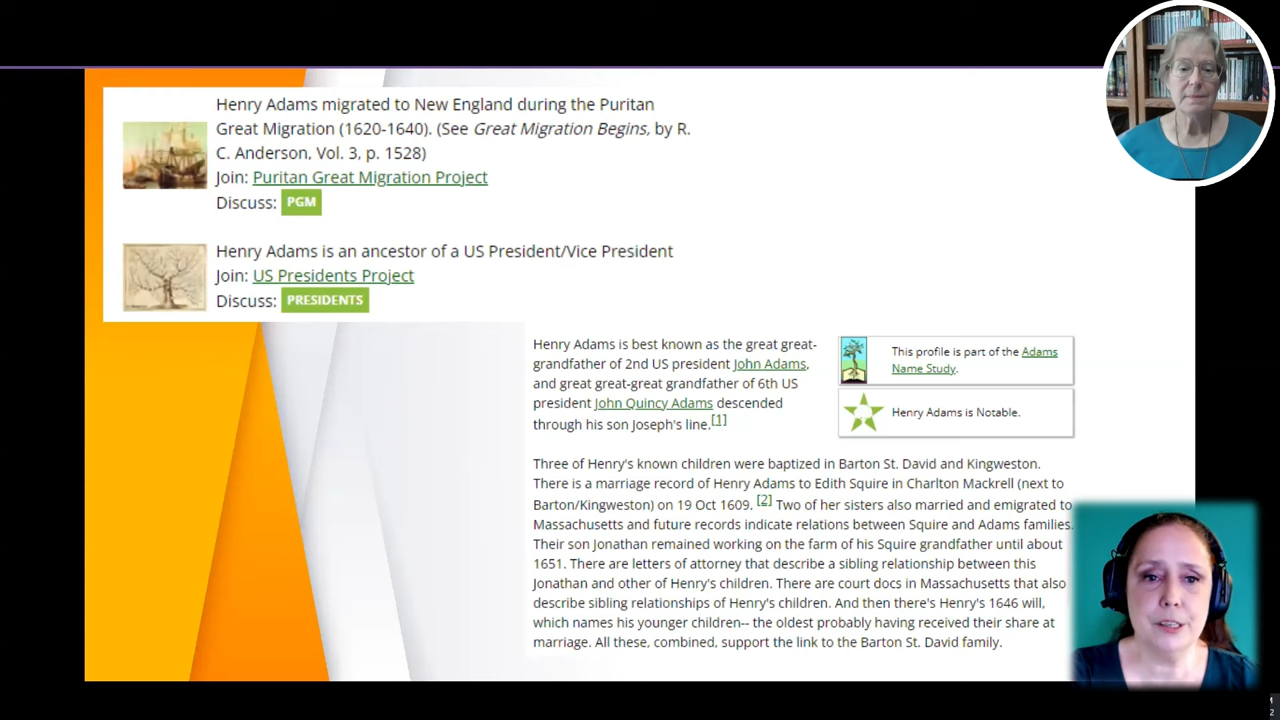 Henry Adams migrated to New England during the Puritan
Great Migration (1620-1640). (See Great Migration Begins, by R.
C. Anderson, Vol. 3, p. 1528)
Join: Puritan Great Migration Project
Discuss: PGM
Henry Adams is an ancestor of a US President/Vice President
Join: US Presidents Project
Discuss: PRESIDENTS
Henry Adams is best known as the great great-
grandfather of 2nd US president John Adams,
and great great-great grandfather of 6th US
president John Quincy Adams descended
through his son Joseph's line.[1]
This profile is part of the Adams
Name Study.
Henry Adams is Notable.
Three of Henry's known children were baptized in Barton St. David and Kingweston.
There is a marriage record of Henry Adams to Edith Squire in Charlton Mackrell (next to
Barton/Kingweston) on 19 Oct 1609. [2] Two of her sisters also married and emigrated to
Massachusetts and future records indicate relations between Squire and Adams families.
Their son Jonathan remained working on the farm of his Squire grandfather until about
1651. There are letters of attorney that describe a sibling relationship between this
Jonathan and other of Henry's children. There are court docs in Massachusetts that also
describe sibling relationships of Henry's children. And then there's Henry's 1646 will,
which names his younger children-- the oldest probably having received their share at
marriage. All these, combined, support the link to the Barton St. David family.